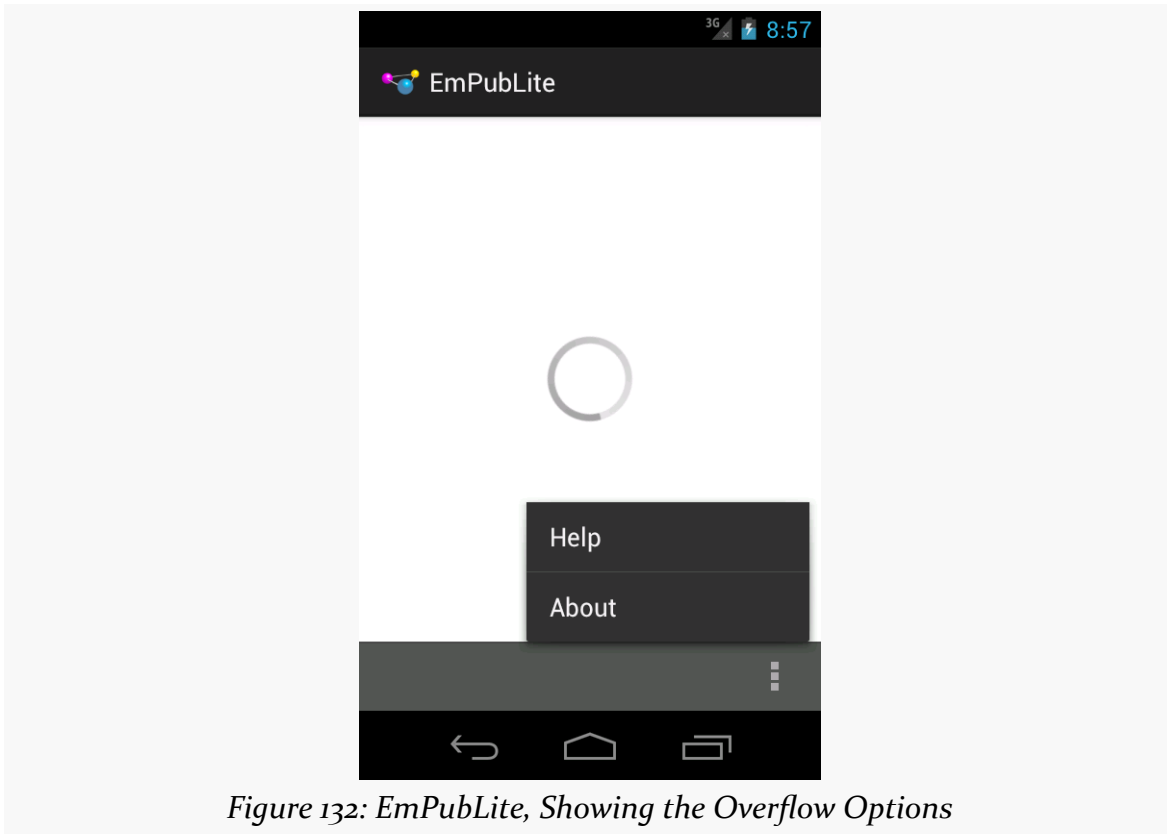 3G 8:57
EmPubLite
Help
About
Figure 132: EmPubLite, Showing the Overflow Options